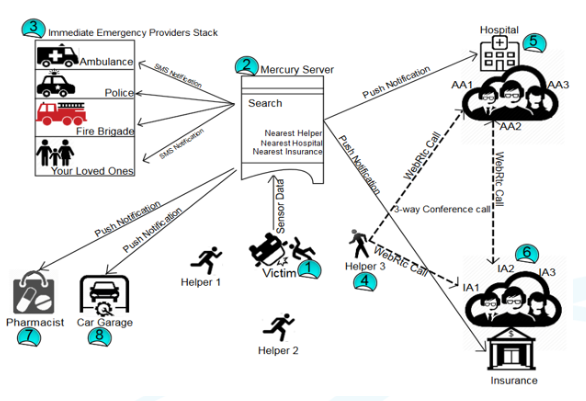 3 Immediate Emergency Providers Stack
Ambulance
Police
Fire Brigade
Your Loved Ones
SMS Notification
SMS Notification
2 Mercury Server
Search
Nearest Helper
Nearest Hospital
Nearest Insurance
Push Notification
Push Notification
Hospital
5
AA1
AA3
AA2
WebRtc Call
WebRtc Call
3-way Conference call
WebRtc Call
Sensor Data
Push Notification
Push Notification
Helper 1
Victim
1
Helper 2
Helper 3
4
6
IA2
IA3
IA1
$
Insurance
Pharmacist
7
Car Garage
8